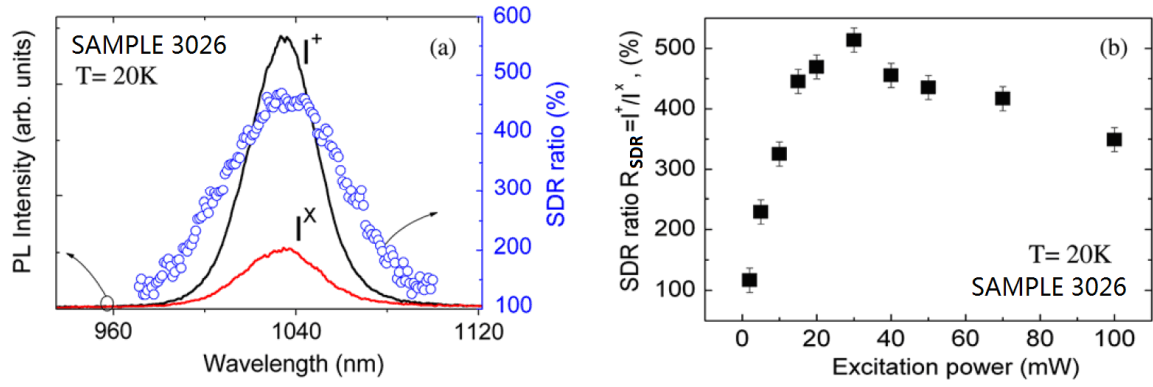 SAMPLE 3026
T= 20K
(a)
I+
IX
PL Intensity (arb. units)
SDR ratio (%)
600
500
400
300
200
100
960
1040
1120
Wavelength (nm)
(b)
500
400
300
200
100
SDR ratio RSDR=I+/Ix, (%)
T= 20K
SAMPLE 3026
0
20
40
60
80
100
Excitation power (mW)